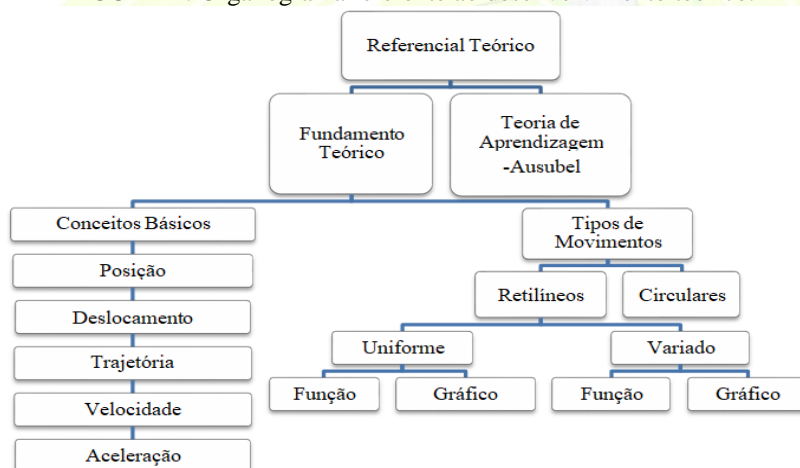 Referencial Teórico
Fundamento
Teórico
Teoria de
Aprendizagem
-Ausubel
Conceitos Básicos
Tipos de
Movimentos
Posição
Retilíneos
Circulares
Deslocamento
Trajetória
Uniforme
Variado
Função
Gráfico
Função
Gráfico
Velocidade
Aceleração